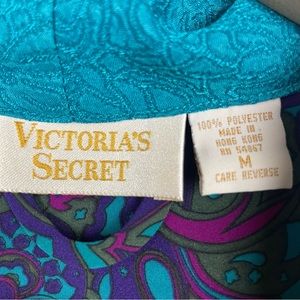 VICTORIA'S
SECRET
100% POLYESTER
MADE IN
HONG KONG
RN 54867
M
CARE REVERSE